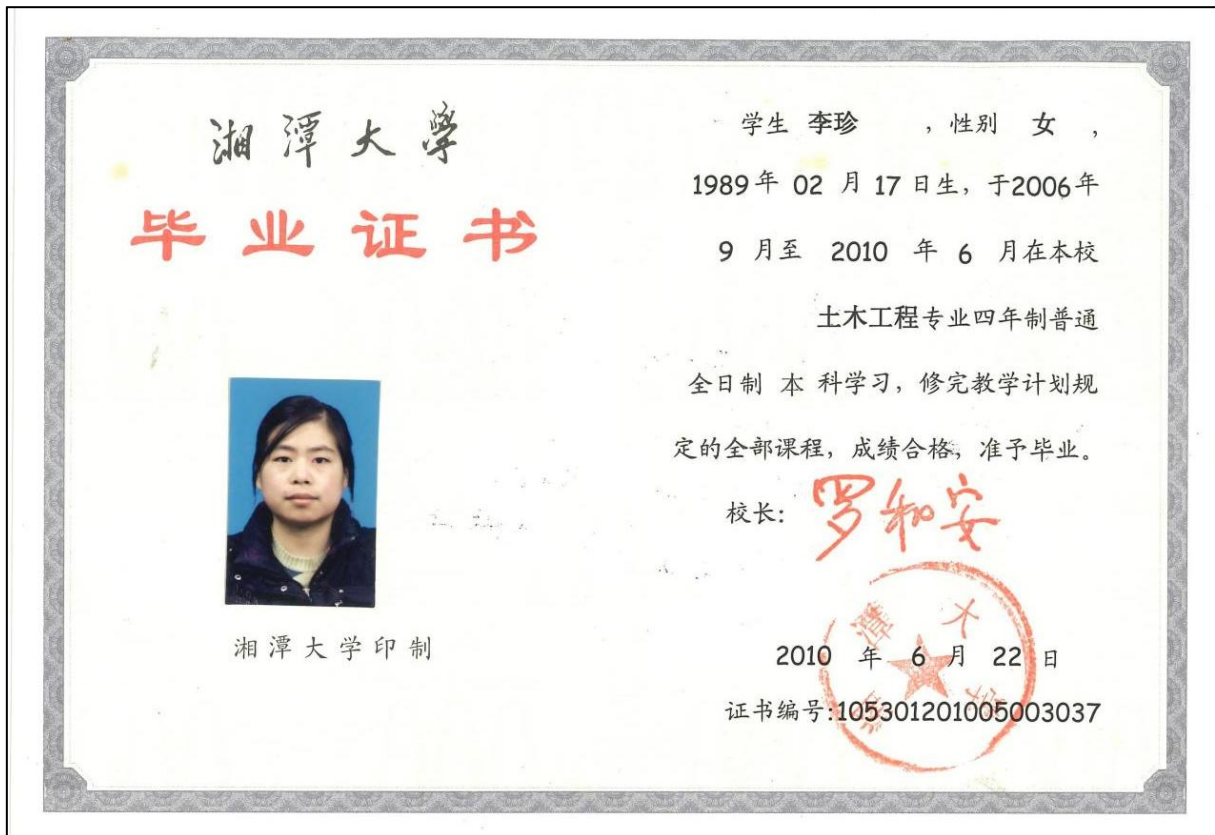 湘潭大學
毕业证书
湘潭大学印制
学生 李珍 ，性别 女 ，
1989年 02 月 17 日生，于2006年
9 月至 2010 年 6 月在本校
土木工程专业四年制普通
全日制 本 科学习，修完教学计划规
定的全部课程，成绩合格，准予毕业。
校长：罗和安
湘潭大学
2010 年 6 月 22 日
证书编号:105301201005003037